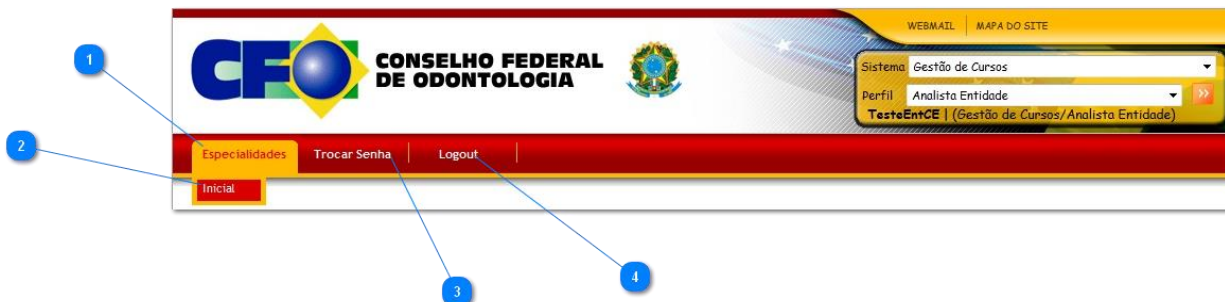 WEBMAIL MAPA DO SITE
CFO CONSELHO FEDERAL
DE ODONTOLOGIA
Sistema Gestão de Cursos
Perfil Analista Entidade
TesteEntCE | (Gestão de Cursos/Analista Entidade)
1
2
Especialidades Trocar Senha Logout
Inicial
3
4